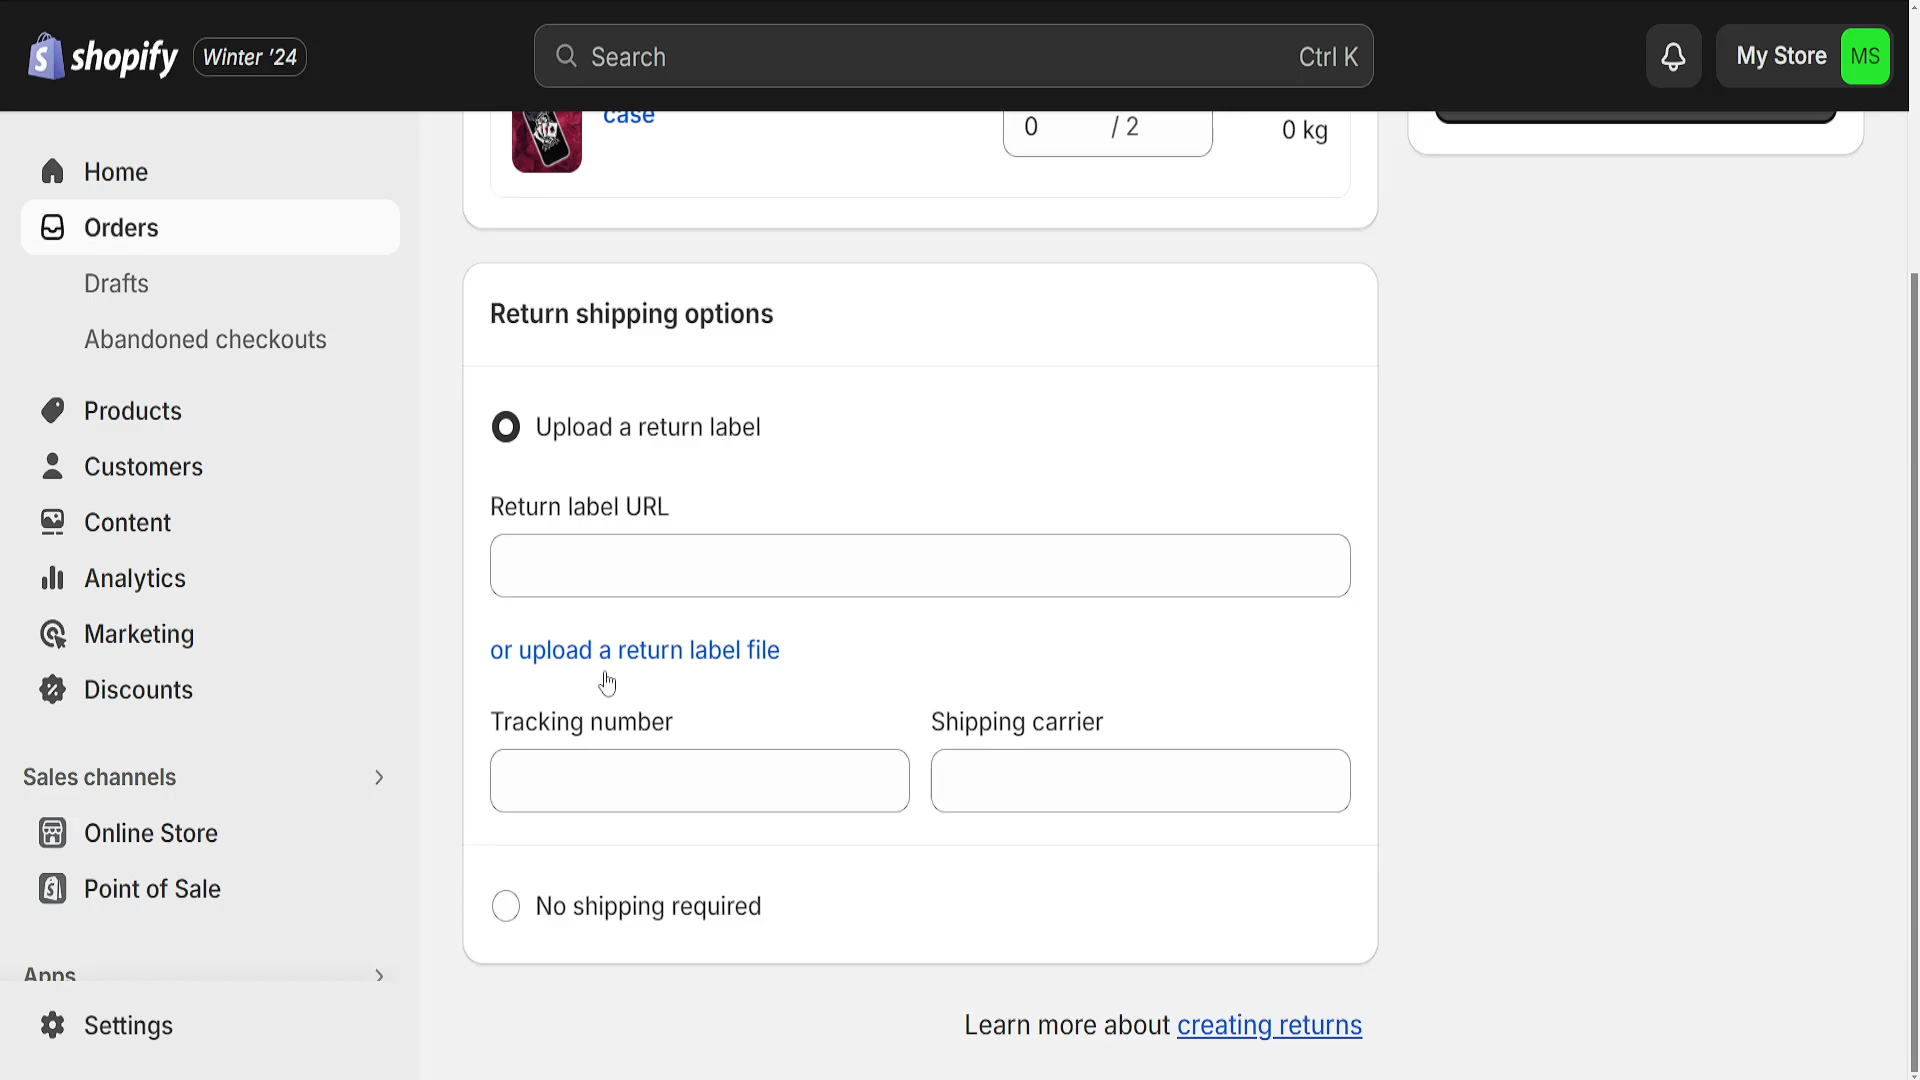 shopify
Winter '24
Search
Ctrl K
My Store
MS
case
0
/ 2
0 kg
Home
Orders
Drafts
Abandoned checkouts
Products
Customers
Content
Analytics
Marketing
Discounts
Sales channels
Online Store
Point of Sale
Apps
Settings
Return shipping options
Upload a return label
Return label URL
or upload a return label file
Tracking number
Shipping carrier
No shipping required
Learn more about creating returns